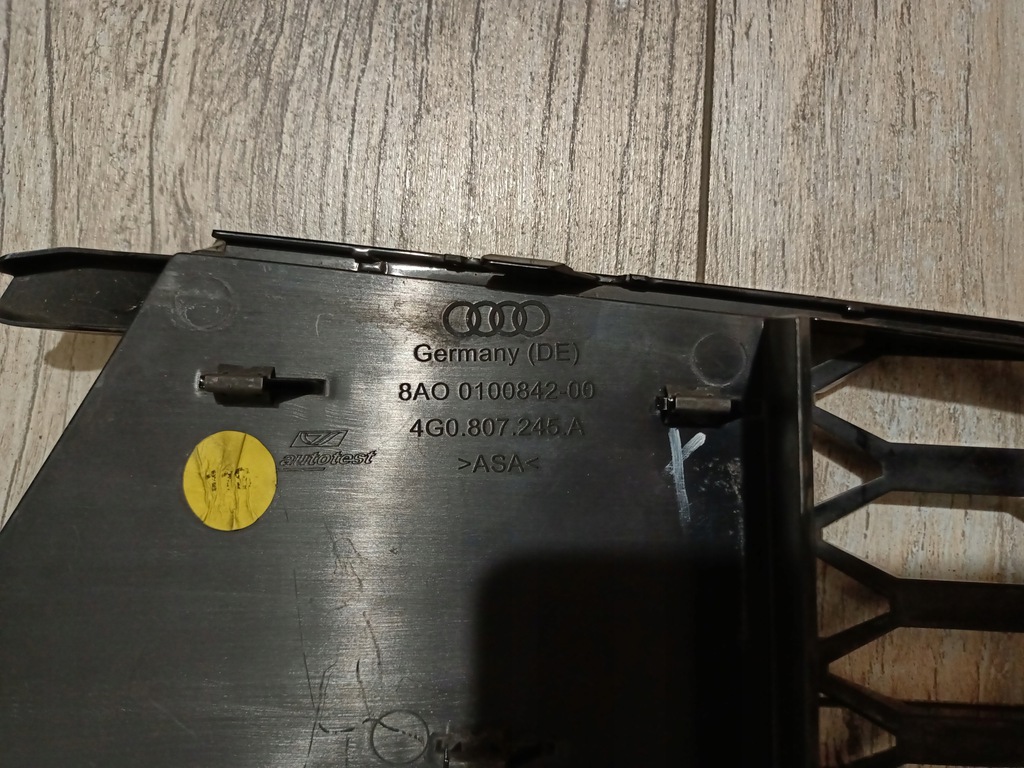 Germany (DE)
8AO 0100842-00
4G0.807.245.A
autotest
>ASA<